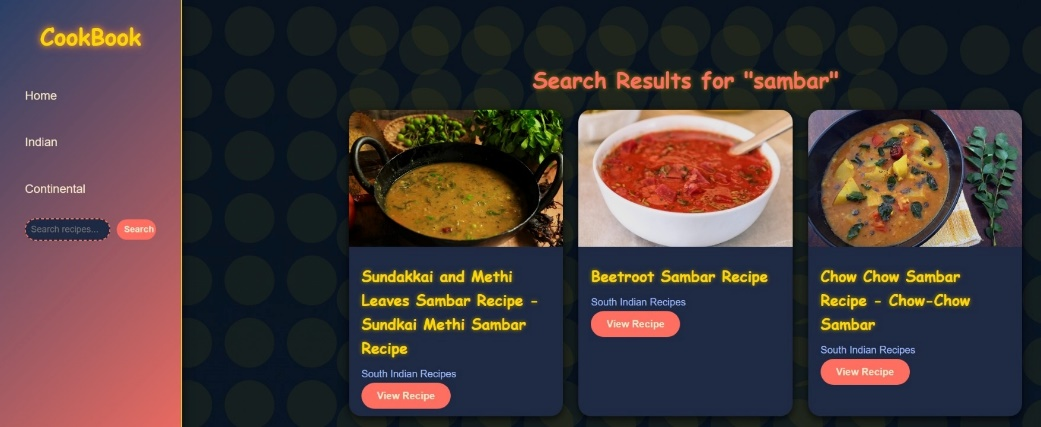 CookBook
Home
Indian
Continental
Search recipes...
Search
Search Results for "sambar"
Sundakkai and Methi
Leaves Sambar Recipe -
Sundkai Methi Sambar
Recipe
South Indian Recipes
View Recipe
Beetroot Sambar Recipe
South Indian Recipes
View Recipe
Chow Chow Sambar
Recipe - Chow-Chow
Sambar
South Indian Recipes
View Recipe